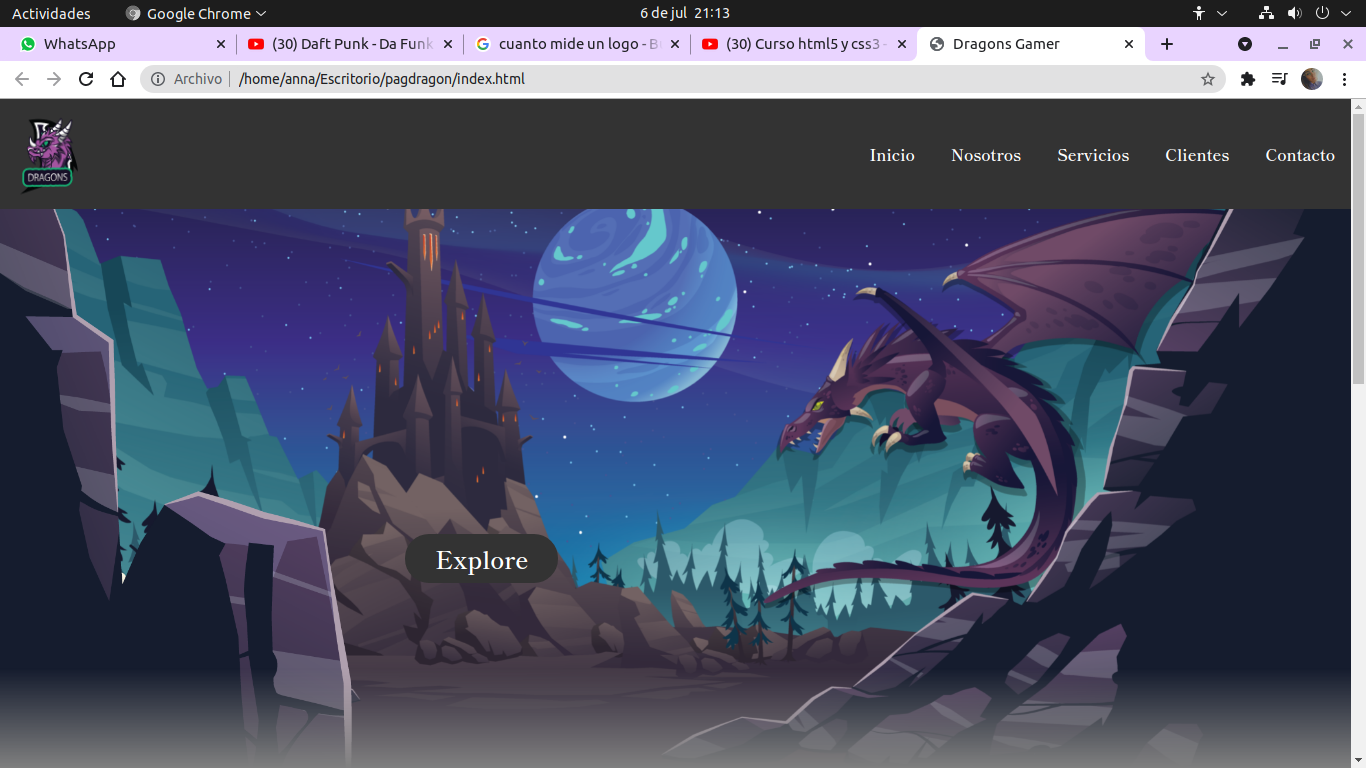 Actividades Google Chrome 6 de jul 21:13
WhatsApp (30) Daft Punk - Da Funk cuanto mide un logo - B (30) Curso html5 y css3 - Dragons Gamer
Archivo /home/anna/Escritorio/pagdragon/index.html
DRAGONS
Inicio Nosotros Servicios Clientes Contacto
Explore